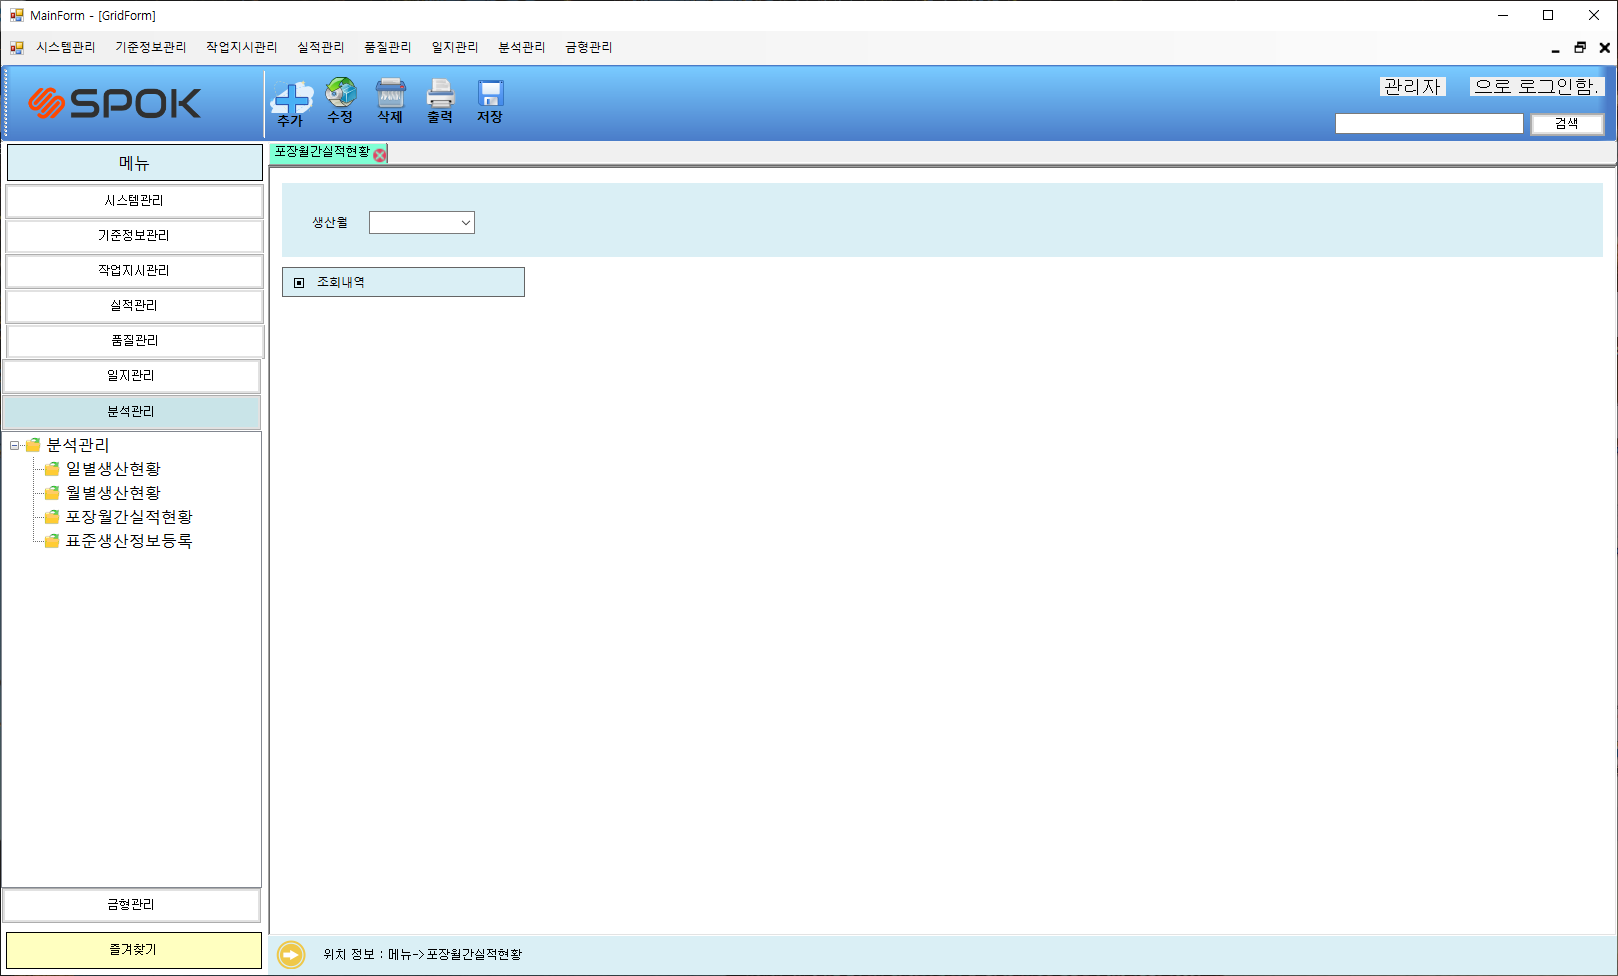 MainForm - [GridForm]
시스템관리 기준정보관리 작업지시관리 실적관리 품질관리 일지관리 분석관리 금형관리
SPOK
추가 수정 삭제 출력 저장
관리자 으로 로그인함.
검색
메뉴
시스템관리
기준정보관리
작업지시관리
실적관리
품질관리
일지관리
분석관리
분석관리
일별생산현황
월별생산현황
포장월간실적현황
표준생산정보등록
금형관리
즐겨찾기
포장월간실적현황
생산월
조회내역
위치 정보 : 메뉴->포장월간실적현황